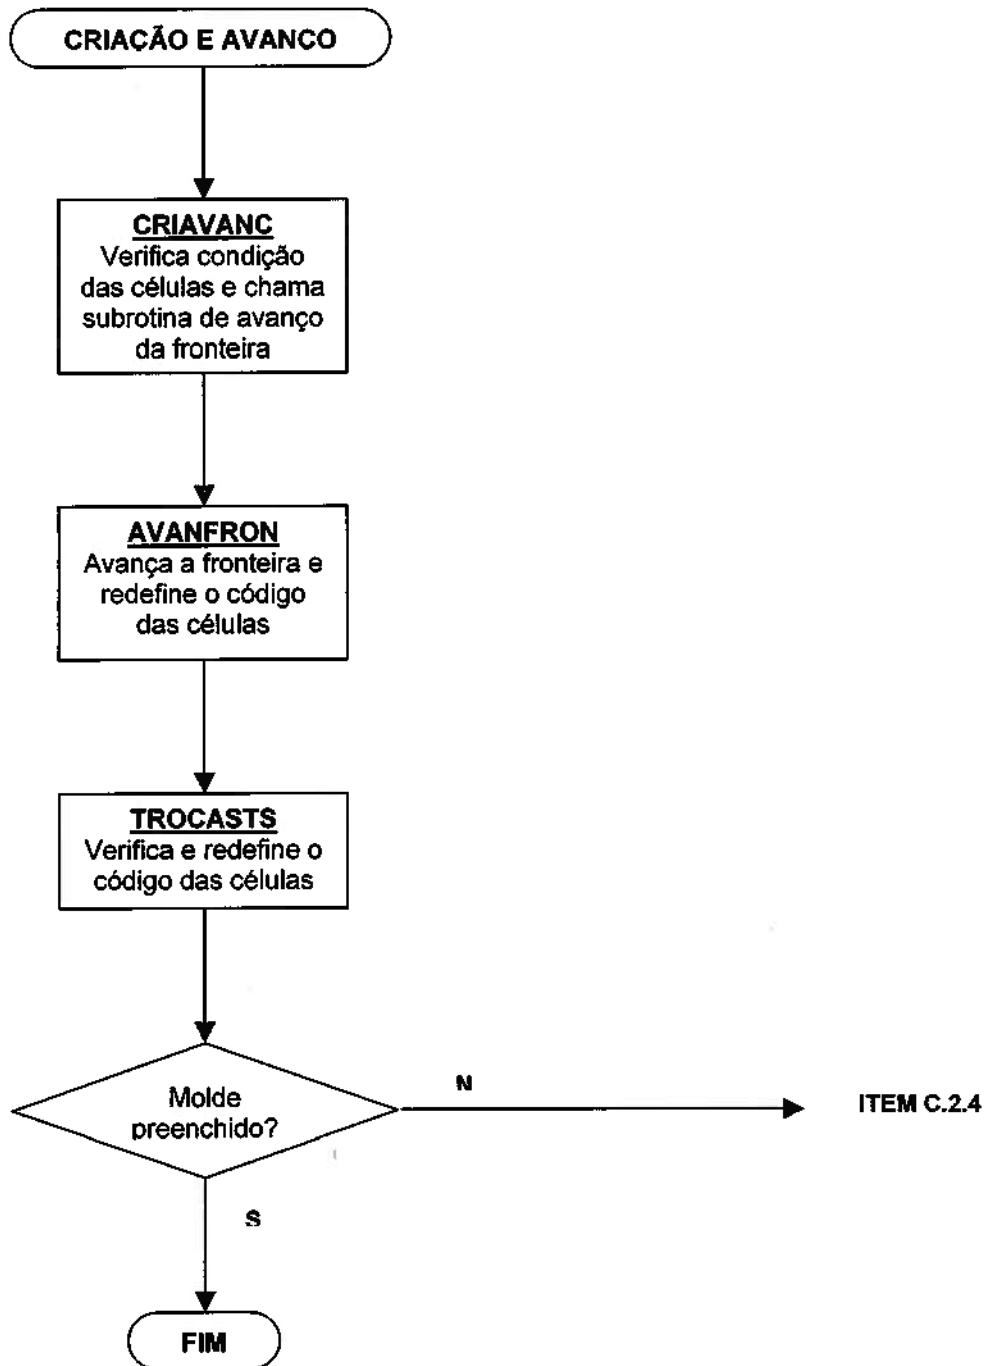 CRIAÇÃO E AVANCO
CRIAVANC
Verifica condição
das células e chama
subrotina de avanço
da fronteira
AVANFRON
Avança a fronteira e
redefine o código
das células
TROCASTS
Verifica e redefine o
código das células
Molde
preenchido?
N
ITEM C.2.4
S
FIM